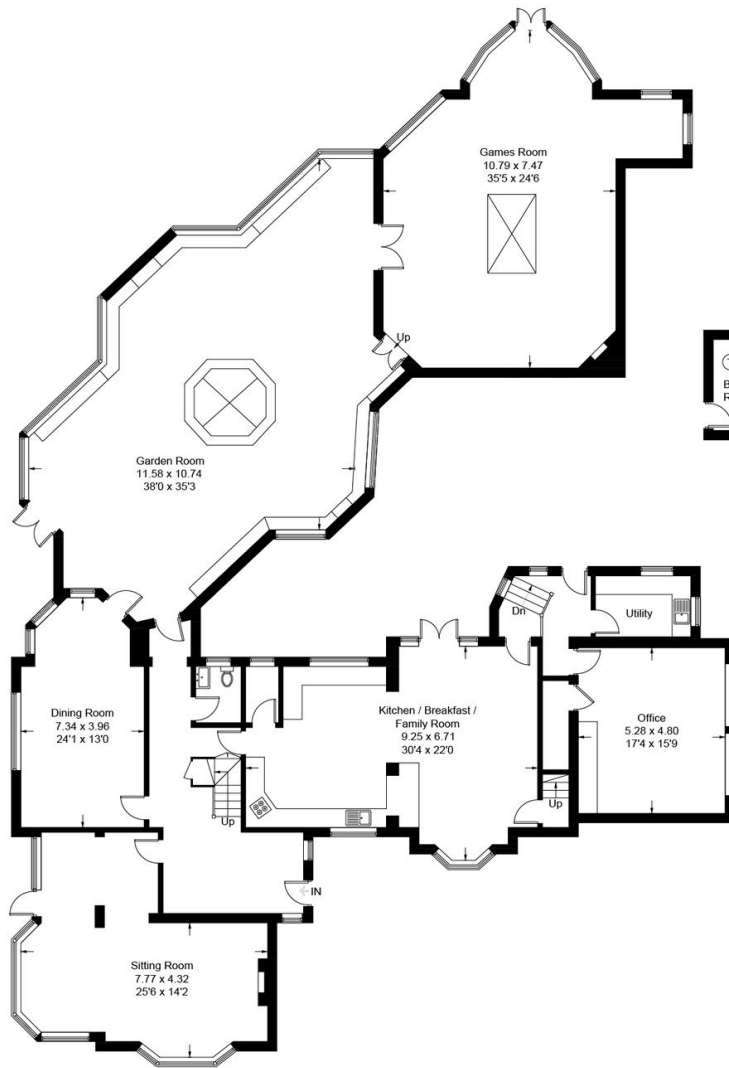 Games Room
10.79 x 7.47
35'5 x 24'6
Up
B
R
Garden Room
11.58 x 10.74
38'0 x 35'3
Dn
Utility
Dining Room
7.34 x 3.96
24'1 x 13'0
Kitchen / Breakfast /
Family Room
9.25 x 6.71
30'4 x 22'0
Office
5.28 x 4.80
17'4 x 15'9
Up
Up
IN
Sitting Room
7.77 x 4.32
25'6 x 14'2